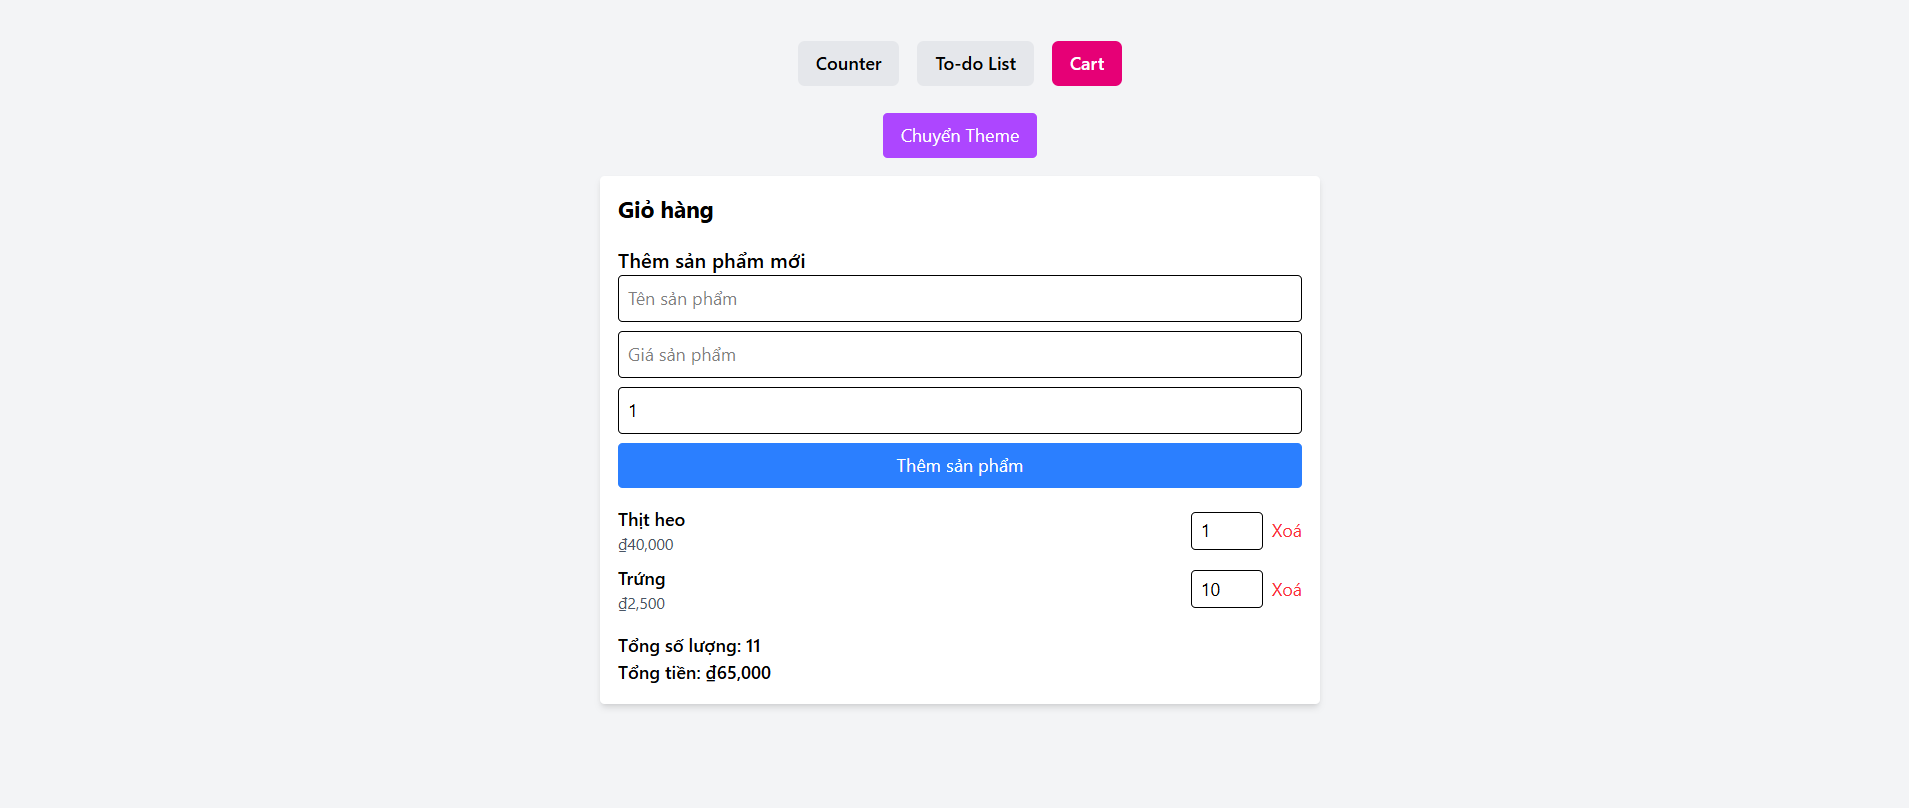 Counter To-do List Cart
Chuyển Theme
Giỏ hàng
Thêm sản phẩm mới
Tên sản phẩm
Giá sản phẩm
1
Thêm sản phẩm
Thịt heo
₫40,000
1 Xoá
Trứng
₫2,500
10 Xoá
Tổng số lượng: 11
Tổng tiền: ₫65,000